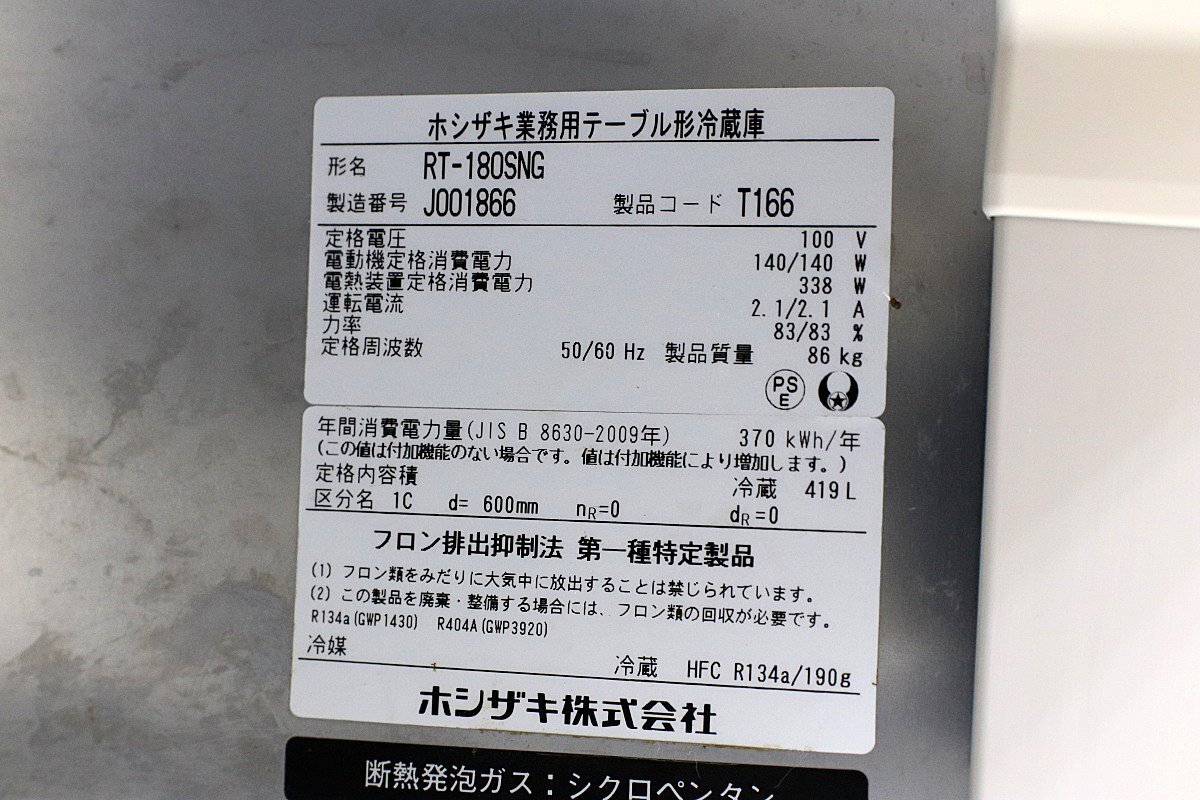 ホシザキ業務用テーブル形冷蔵庫
形名 RT-180SNG
製造番号 J001866 製品コード T166
定格電圧 100 V
電動機定格消費電力 140/140 W
電熱装置定格消費電力 338 W
運転電流 2.1/2.1 A
力率 83/83 %
定格周波数 50/60 Hz 製品質量 86 kg
PS
E
年間消費電力量(JIS B 8630-2009年) 370 kWh/年
(この値は付加機能のない場合です。値は付加機能により増加します。)
定格内容積 冷蔵 419 L
区分名 1C d= 600mm nR=0 dR=0
フロン排出抑制法 第一種特定製品
(1) フロン類をみだりに大気中に放出することは禁じられています。
(2) この製品を廃棄・整備する場合には、フロン類の回収が必要です。
R134a(GWP1430) R404A(GWP3920)
冷媒
冷蔵 HFC R134a/190g
ホシザキ株式会社
断熱発泡ガス：シクロペンタン